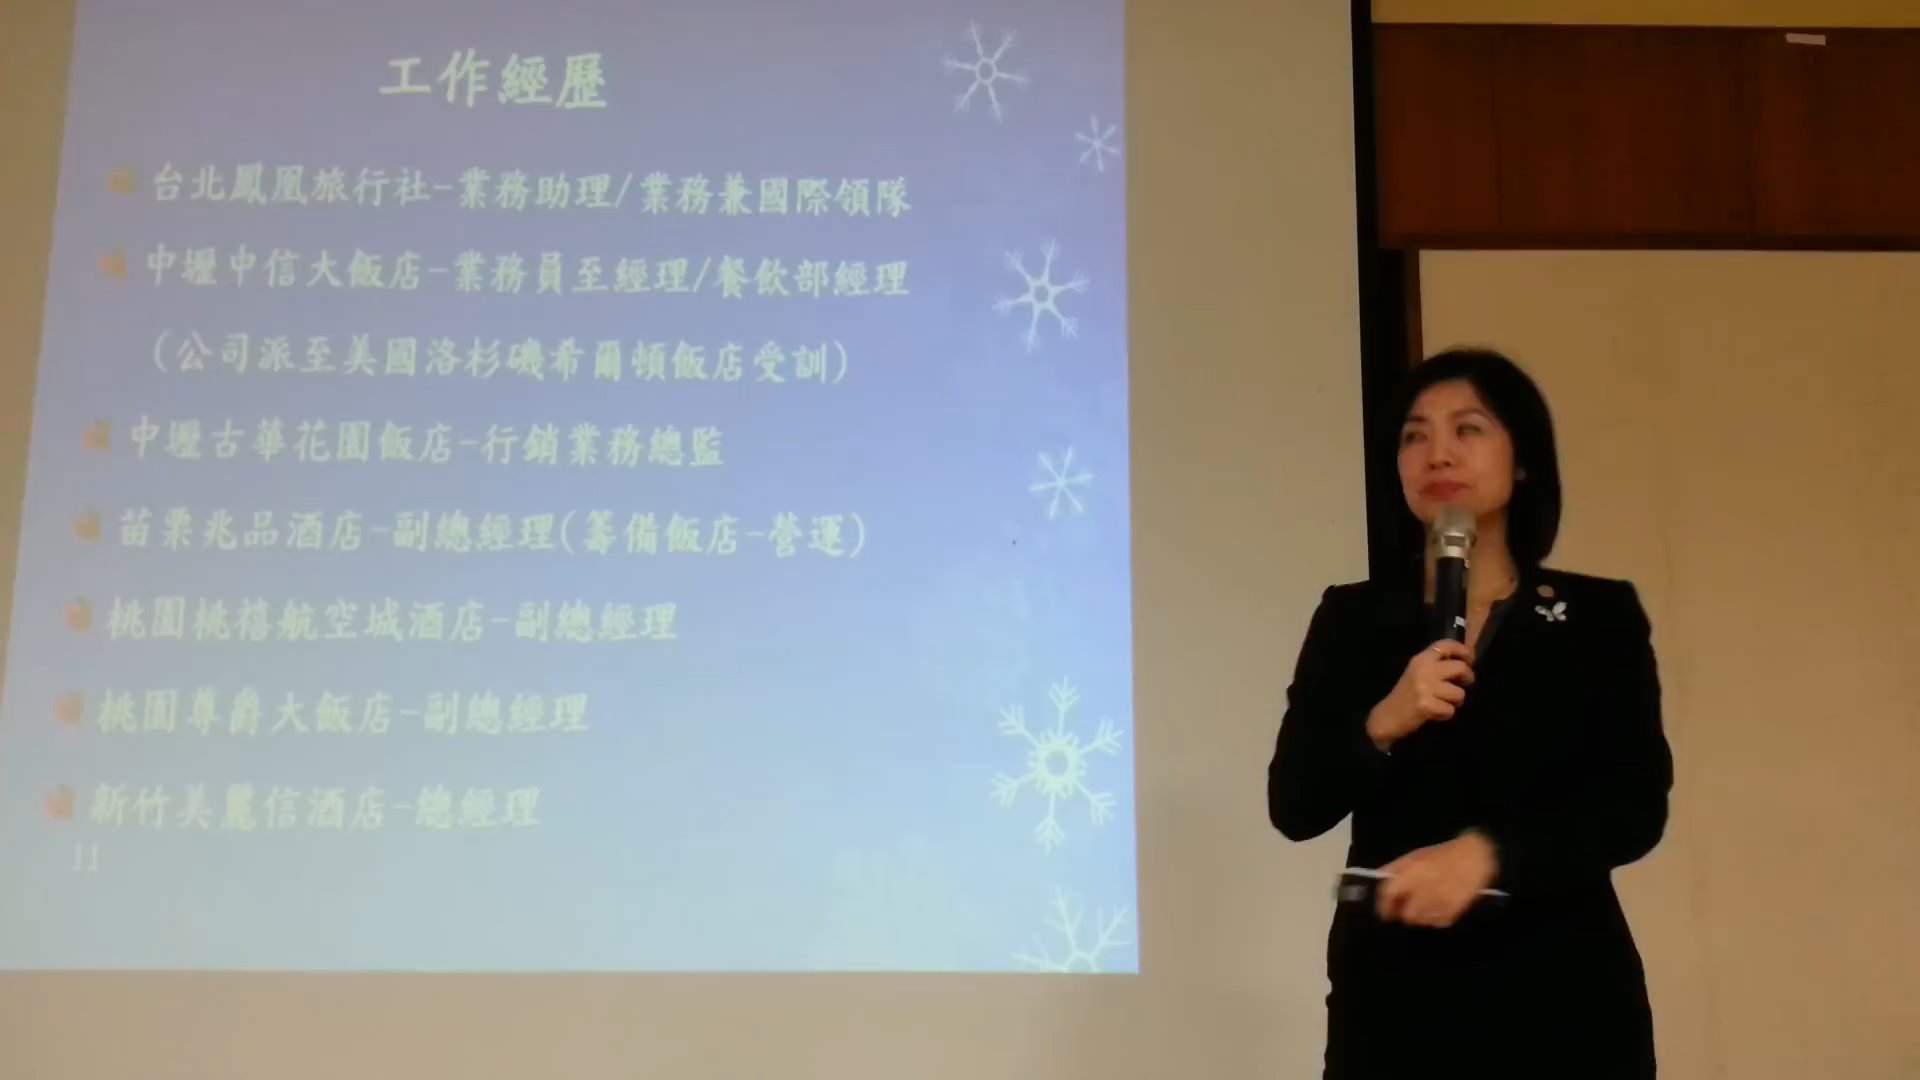 工作經歷
台北鳳凰旅行社-業務助理/業務兼國際領隊
中壢中信大飯店-業務員至經理/餐飲部經理
(公司派至美國洛杉磯希爾頓飯店受訓)
中壢古華花園飯店-行銷業務總監
苗栗兆品酒店-副總經理(籌備飯店-營運)
桃園桃禧航空城酒店-副總經理
桃園尊爵大飯店-副總經理
新竹美麗信酒店-總經理
11